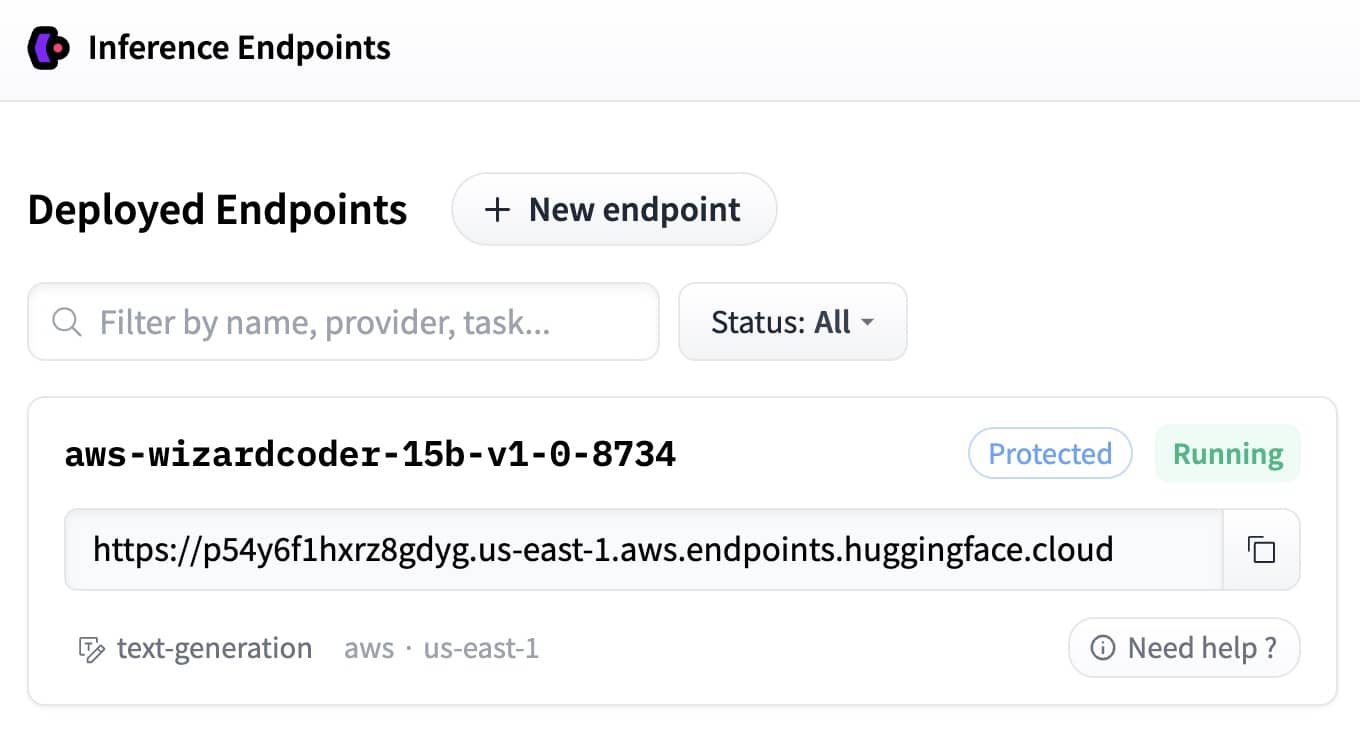 Inference Endpoints
Deployed Endpoints
+ New endpoint
Filter by name, provider, task...
Status: All
aws-wizardcoder-15b-v1-0-8734
Protected
Running
https://p54y6f1hxrz8gdyg.us-east-1.aws.endpoints.huggingface.cloud
text-generation
aws · us-east-1
Need help ?